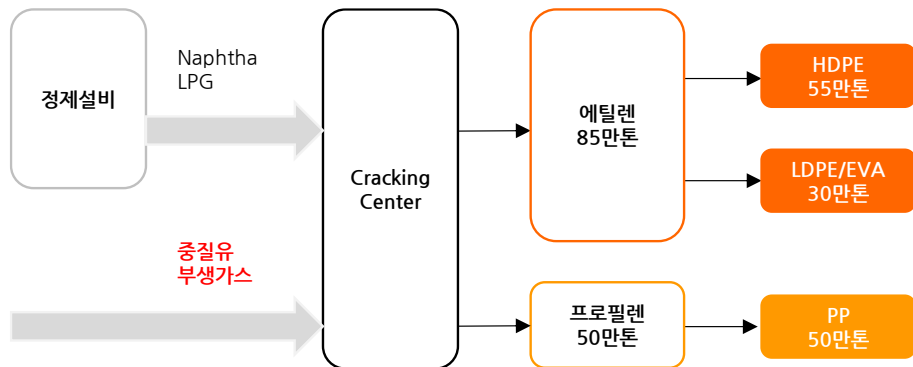 정제설비
Naphtha
LPG
중질유
부생가스
Cracking
Center
에틸렌
85만톤
프로필렌
50만톤
HDPE
55만톤
LDPE/EVA
30만톤
PP
50만톤